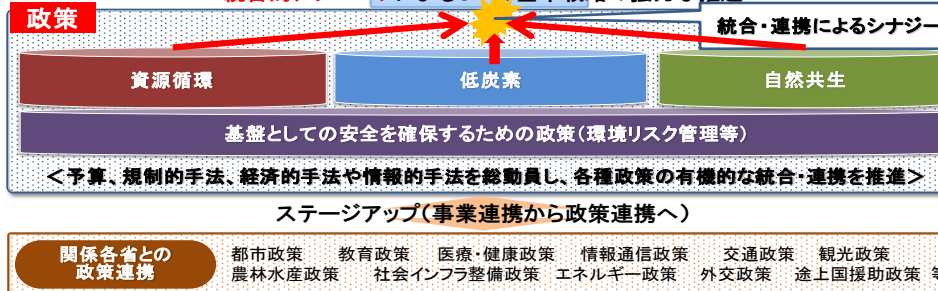 政策
統合・連携によるシナジー
資源循環
低炭素
自然共生
基盤としての安全を確保するための政策(環境リスク管理等)
<予算、規制的手法、経済的手法や情報的手法を総動員し、各種政策の有機的な統合・連携を推進>
ステージアップ(事業連携から政策連携へ)
関係各省との
政策連携
都市政策 教育政策 医療・健康政策 情報通信政策 交通政策 観光政策
農林水産政策 社会インフラ整備政策 エネルギー政策 外交政策 途上国援助政策 等